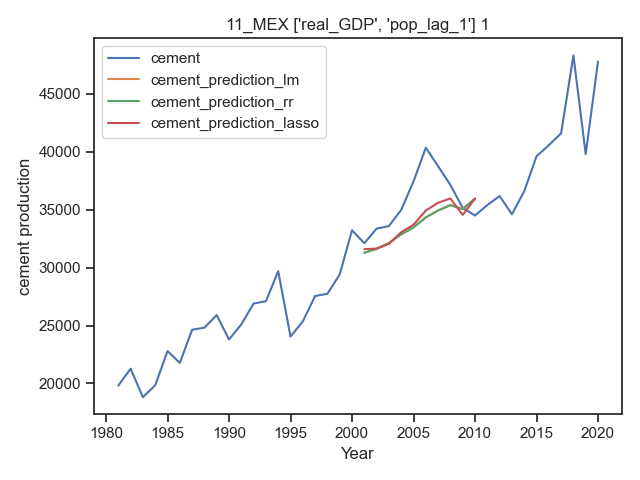 11_MEX ['real_GDP', 'pop_lag_1'] 1
cement
cement_prediction_lm
cement_prediction_rr
cement_prediction_lasso
cement production
45000
40000
35000
30000
25000
20000
1980 1985 1990 1995 2000 2005 2010 2015 2020
Year